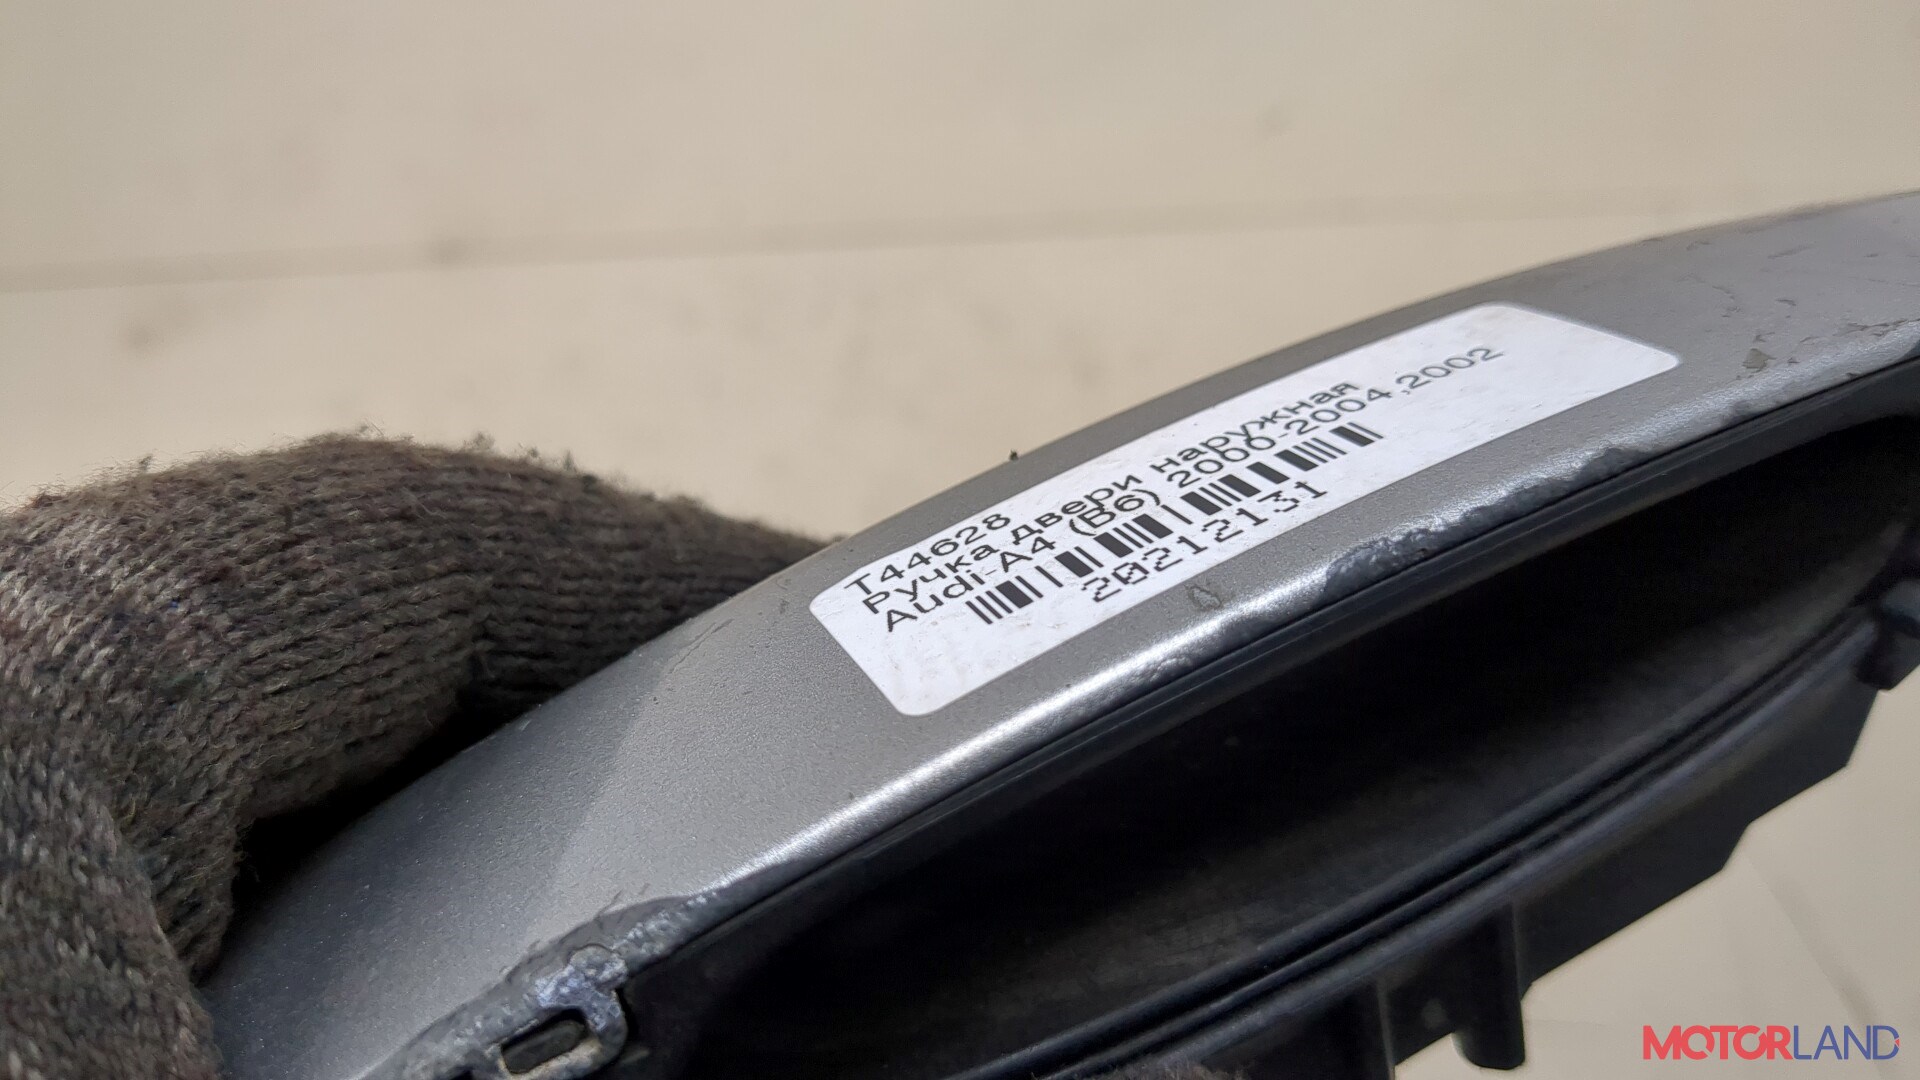 T44628
Ручка двери наружная
Audi-A4 (B6) 2000-2004,2002
20212131
MOTORLAND